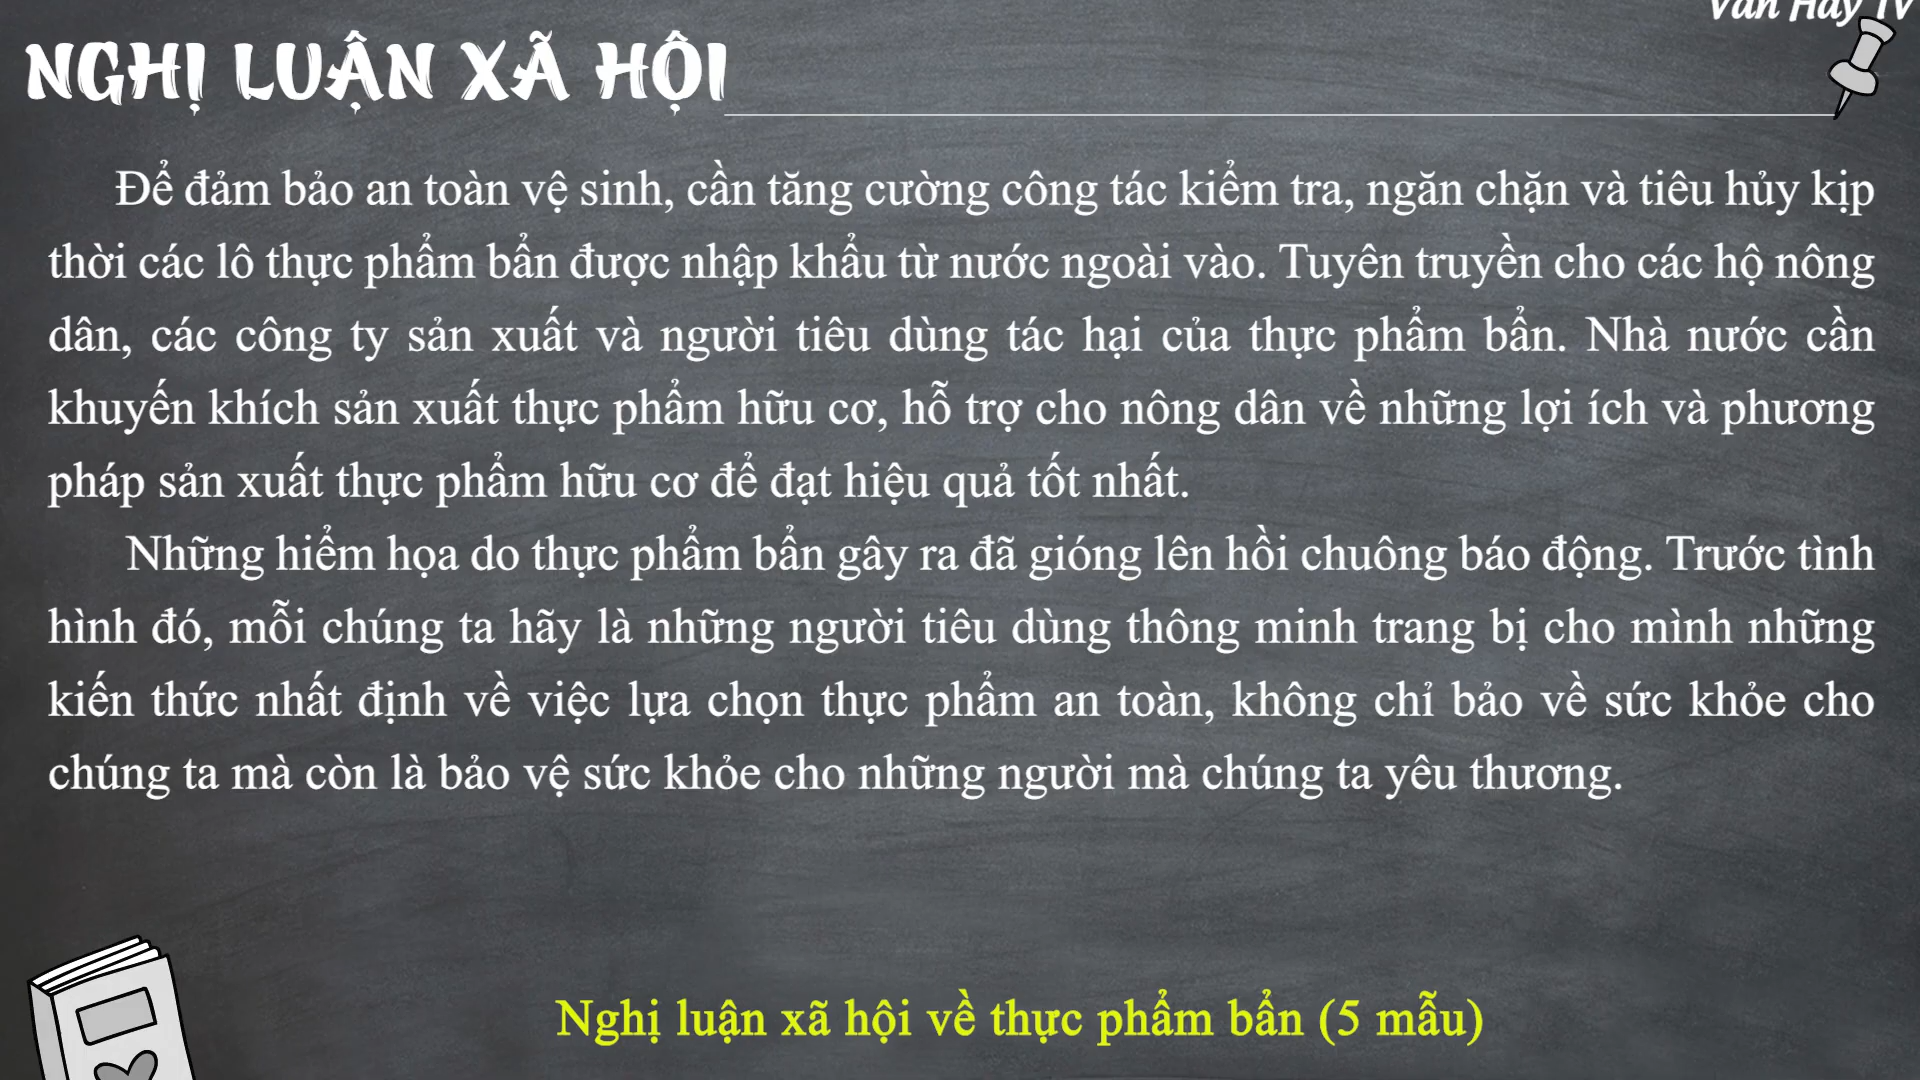 Văn Hay TV
NGHỊ LUẬN XÃ HỘI
Để đảm bảo an toàn vệ sinh, cần tăng cường công tác kiểm tra, ngăn chặn và tiêu hủy kịp
thời các lô thực phẩm bẩn được nhập khẩu từ nước ngoài vào. Tuyên truyền cho các hộ nông
dân, các công ty sản xuất và người tiêu dùng tác hại của thực phẩm bẩn. Nhà nước cần
khuyến khích sản xuất thực phẩm hữu cơ, hỗ trợ cho nông dân về những lợi ích và phương
pháp sản xuất thực phẩm hữu cơ để đạt hiệu quả tốt nhất.
Những hiểm họa do thực phẩm bẩn gây ra đã gióng lên hồi chuông báo động. Trước tình
hình đó, mỗi chúng ta hãy là những người tiêu dùng thông minh trang bị cho mình những
kiến thức nhất định về việc lựa chọn thực phẩm an toàn, không chỉ bảo về sức khỏe cho
chúng ta mà còn là bảo vệ sức khỏe cho những người mà chúng ta yêu thương.
Nghị luận xã hội về thực phẩm bẩn (5 mẫu)